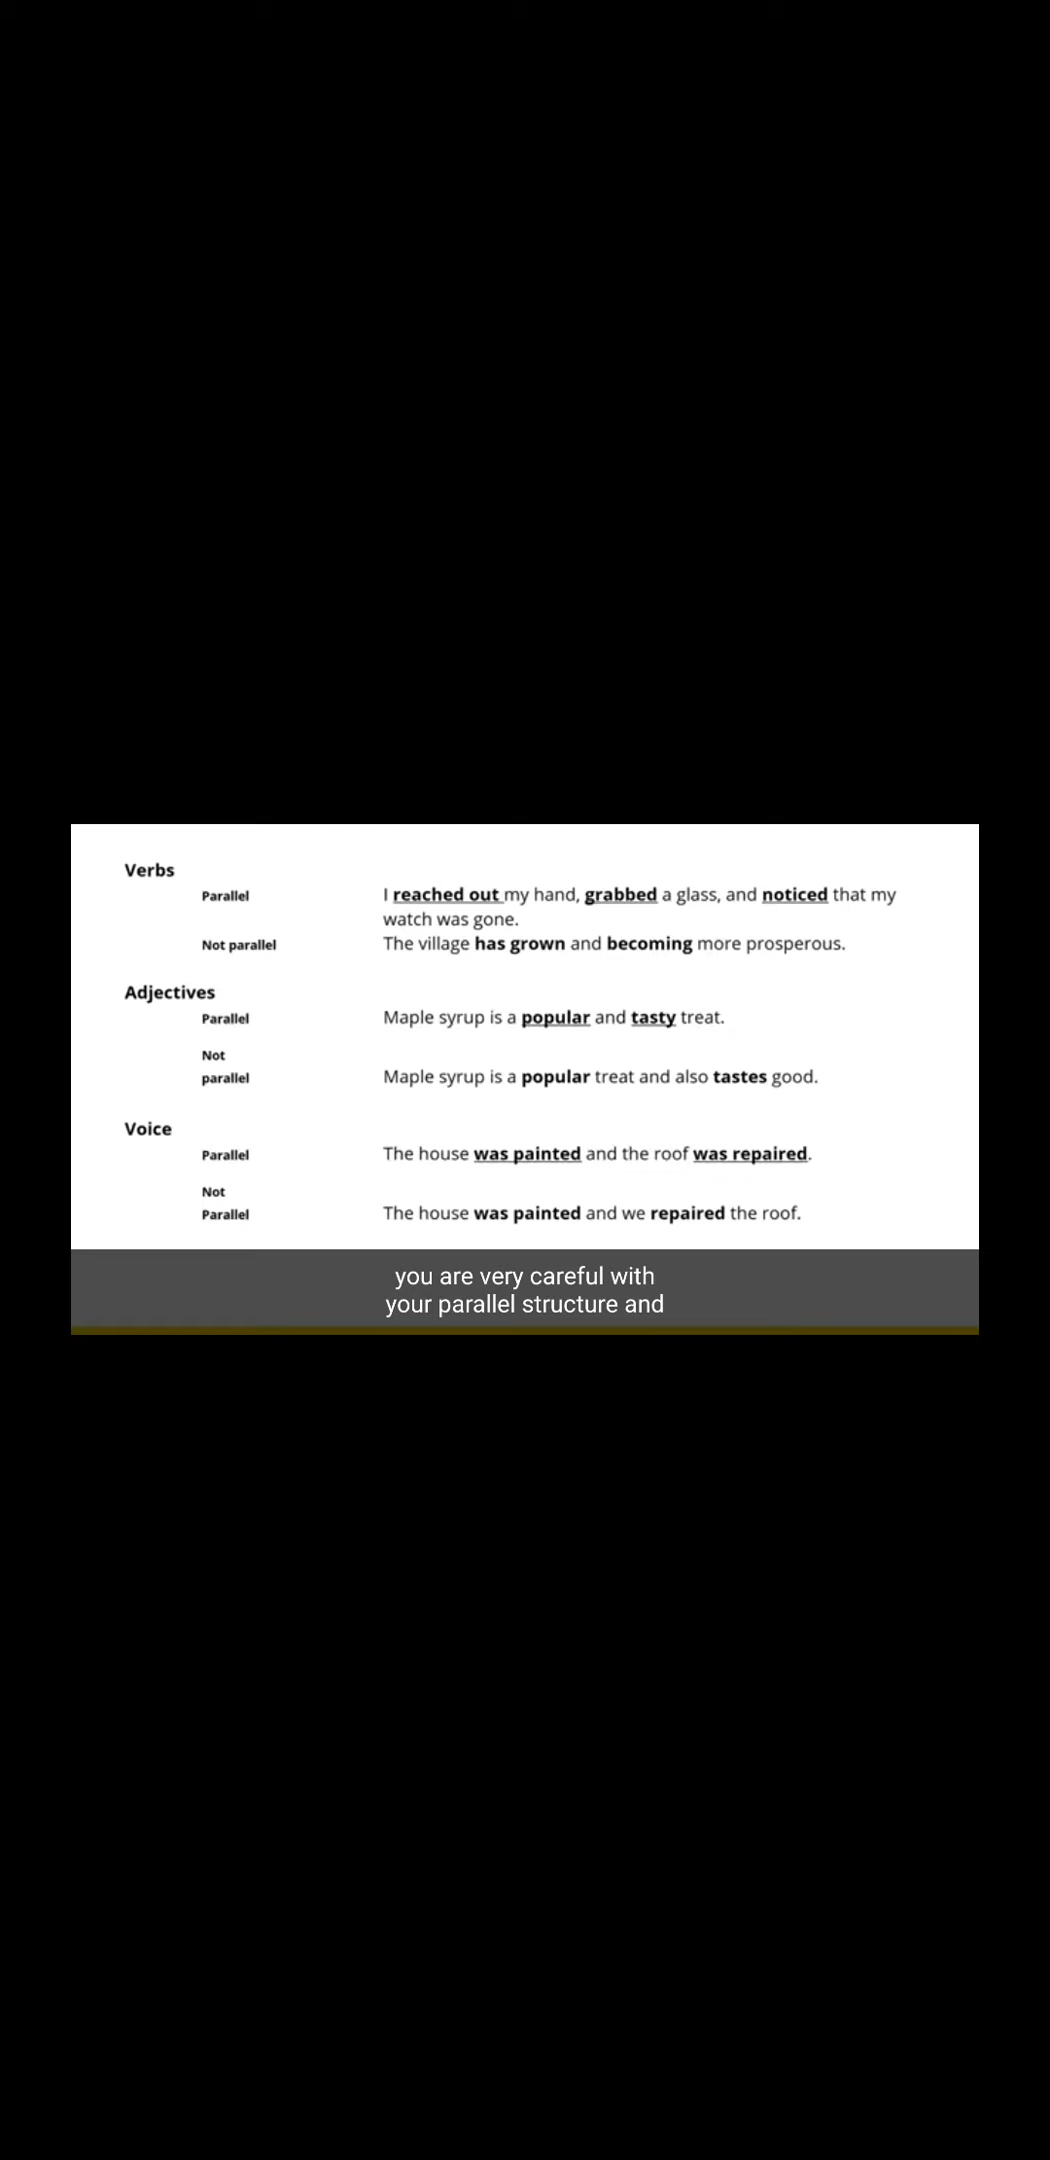 Verbs
Parallel I reached out my hand, grabbed a glass, and noticed that my
watch was gone.
Not parallel The village has grown and becoming more prosperous.
Adjectives
Parallel Maple syrup is a popular and tasty treat.
Not
parallel Maple syrup is a popular treat and also tastes good.
Voice
Parallel The house was painted and the roof was repaired.
Not
Parallel The house was painted and we repaired the roof.
you are very careful with
your parallel structure and